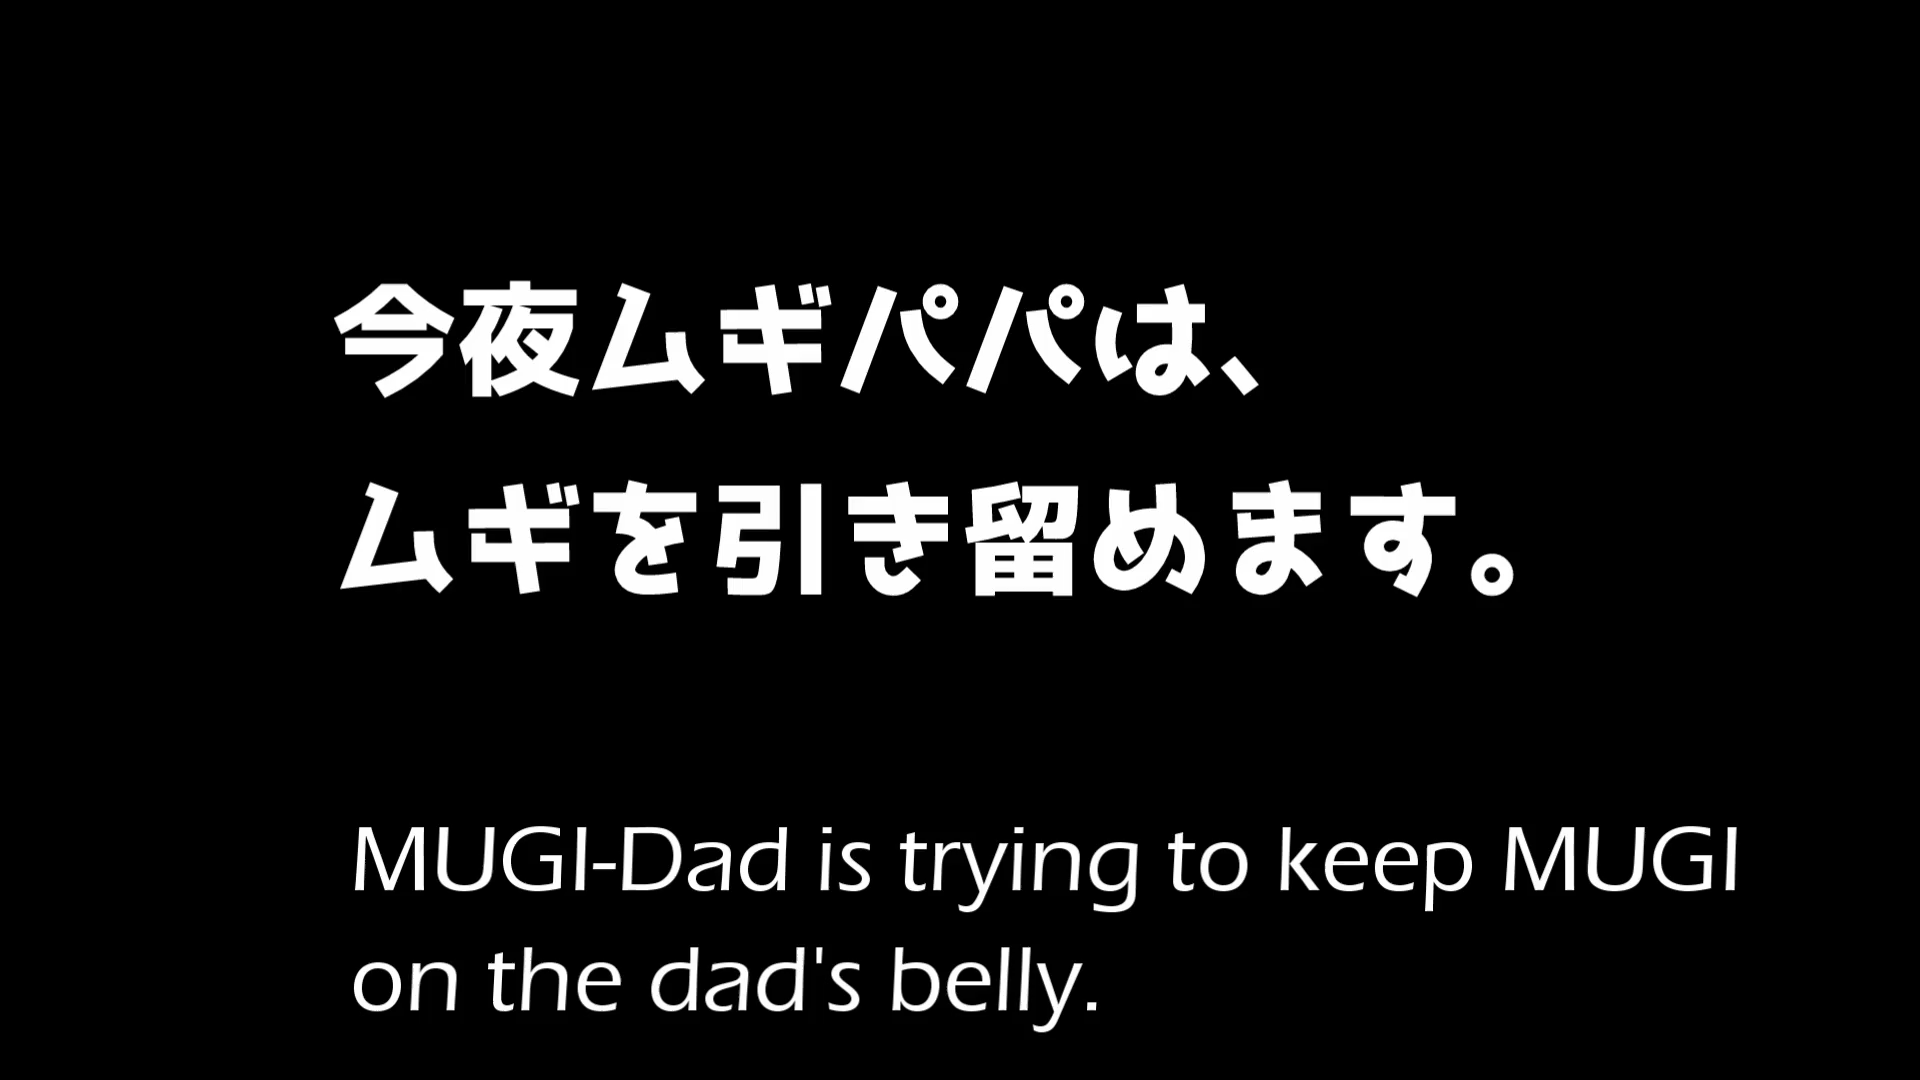 今夜ムギパパは、
ムギを引き留めます。
MUGI-Dad is trying to keep MUGI
on the dad's belly.